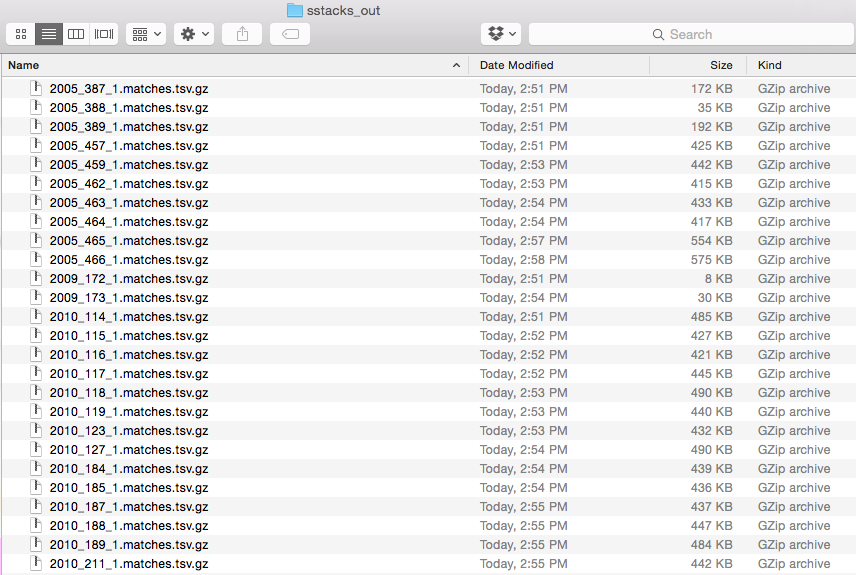 sstacks_out
Search
Name Date Modified Size Kind
2005_387_1.matches.tsv.gz Today, 2:51 PM 172 KB GZip archive
2005_388_1.matches.tsv.gz Today, 2:51 PM 35 KB GZip archive
2005_389_1.matches.tsv.gz Today, 2:51 PM 192 KB GZip archive
2005_457_1.matches.tsv.gz Today, 2:51 PM 425 KB GZip archive
2005_459_1.matches.tsv.gz Today, 2:53 PM 442 KB GZip archive
2005_462_1.matches.tsv.gz Today, 2:53 PM 415 KB GZip archive
2005_463_1.matches.tsv.gz Today, 2:54 PM 433 KB GZip archive
2005_464_1.matches.tsv.gz Today, 2:54 PM 417 KB GZip archive
2005_465_1.matches.tsv.gz Today, 2:57 PM 554 KB GZip archive
2005_466_1.matches.tsv.gz Today, 2:58 PM 575 KB GZip archive
2009_172_1.matches.tsv.gz Today, 2:51 PM 8 KB GZip archive
2009_173_1.matches.tsv.gz Today, 2:54 PM 30 KB GZip archive
2010_114_1.matches.tsv.gz Today, 2:51 PM 485 KB GZip archive
2010_115_1.matches.tsv.gz Today, 2:52 PM 427 KB GZip archive
2010_116_1.matches.tsv.gz Today, 2:52 PM 421 KB GZip archive
2010_117_1.matches.tsv.gz Today, 2:52 PM 445 KB GZip archive
2010_118_1.matches.tsv.gz Today, 2:53 PM 490 KB GZip archive
2010_119_1.matches.tsv.gz Today, 2:53 PM 440 KB GZip archive
2010_123_1.matches.tsv.gz Today, 2:53 PM 432 KB GZip archive
2010_127_1.matches.tsv.gz Today, 2:54 PM 490 KB GZip archive
2010_184_1.matches.tsv.gz Today, 2:54 PM 439 KB GZip archive
2010_185_1.matches.tsv.gz Today, 2:54 PM 436 KB GZip archive
2010_187_1.matches.tsv.gz Today, 2:55 PM 437 KB GZip archive
2010_188_1.matches.tsv.gz Today, 2:55 PM 447 KB GZip archive
2010_189_1.matches.tsv.gz Today, 2:55 PM 484 KB GZip archive
2010_211_1.matches.tsv.gz Today, 2:55 PM 442 KB GZip archive